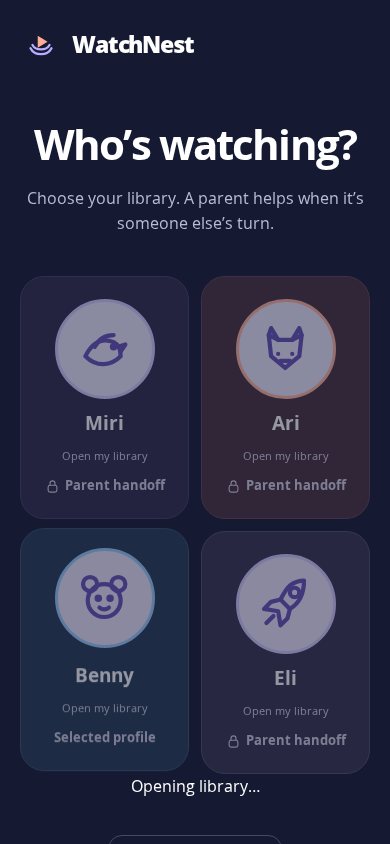 WatchNest
Who’s watching?
Choose your library. A parent helps when it’s
someone else’s turn.
Miri
Open my library
Parent handoff
Ari
Open my library
Parent handoff
Benny
Open my library
Selected profile
Eli
Open my library
Parent handoff
Opening library…